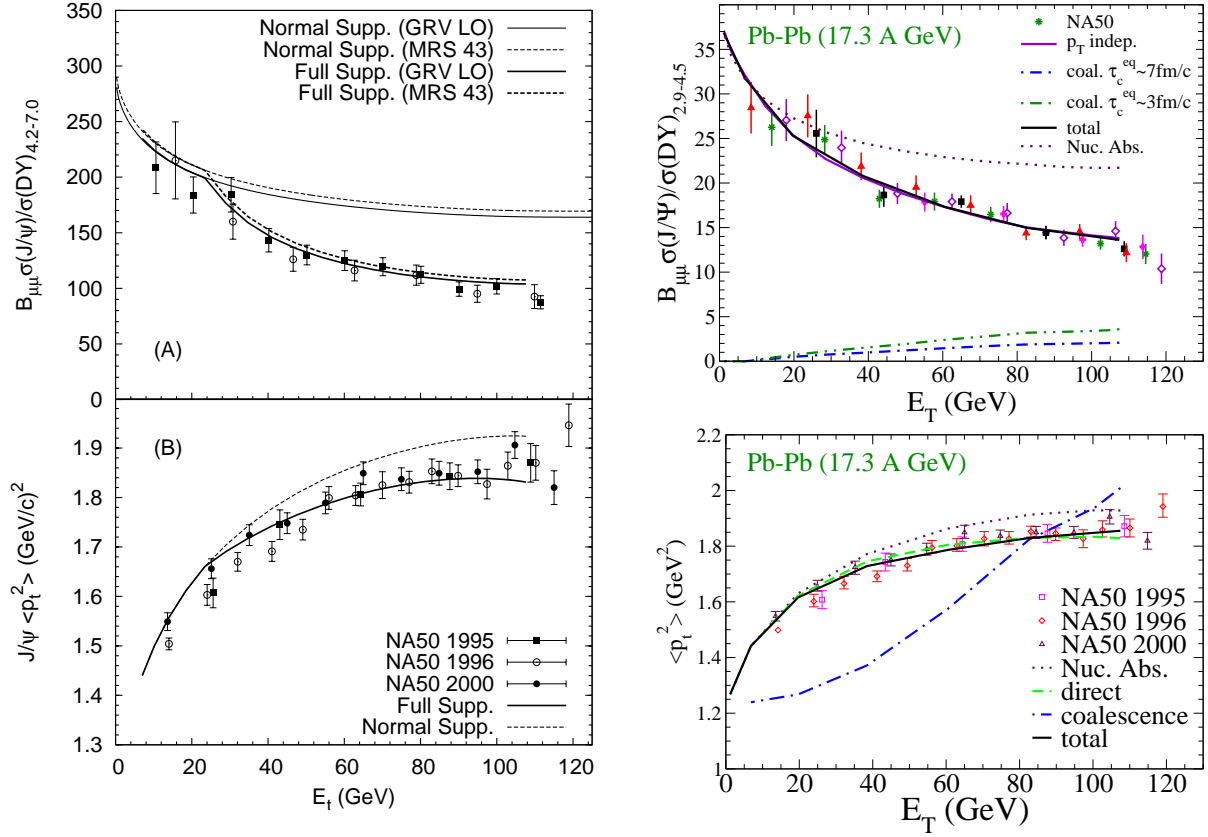 Normal Supp. (GRV LO)
Normal Supp. (MRS 43)
Full Supp. (GRV LO)
Full Supp. (MRS 43)
B_μμ σ(J/ψ)/σ(DY)_4.2-7.0
350
300
250
200
150
100
50
0
(A)
(B)
J/ψ <p_t^2> (GeV/c)^2
1.9
1.8
1.7
1.6
1.5
1.4
1.3
NA50 1995
NA50 1996
NA50 2000
Full Supp.
Normal Supp.
0 20 40 60 80 100 120
E_t (GeV)
Pb-Pb (17.3 A GeV)
NA50
p_T indep.
coal. τ_c^eq~7fm/c
coal. τ_c^eq~3fm/c
total
Nuc. Abs.
B_μμ σ(J/Ψ)/σ(DY)_2.9-4.5
35
30
25
20
15
10
5
0
0 20 40 60 80 100 120
E_T (GeV)
Pb-Pb (17.3 A GeV)
<p_t^2> (GeV^2)
2.2
2
1.8
1.6
1.4
1.2
1
NA50 1995
NA50 1996
NA50 2000
Nuc. Abs.
direct
coalescence
total
0 20 40 60 80 100 120
E_T (GeV)